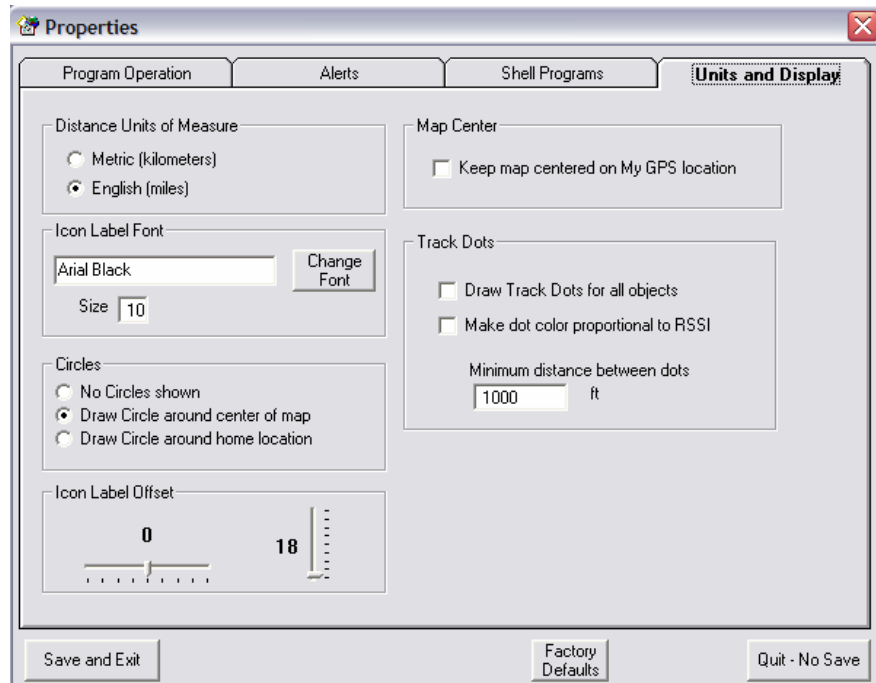 Properties
Program Operation
Alerts
Shell Programs
Units and Display
Distance Units of Measure
Metric (kilometers)
English (miles)
Icon Label Font
Arial Black
Change
Font
Size 10
Circles
No Circles shown
Draw Circle around center of map
Draw Circle around home location
Icon Label Offset
0
18
Map Center
Keep map centered on My GPS location
Track Dots
Draw Track Dots for all objects
Make dot color proportional to RSSI
Minimum distance between dots
1000 ft
Save and Exit
Factory
Defaults
Quit - No Save